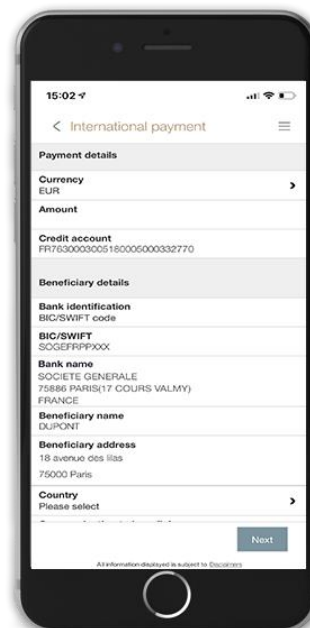 15:02
International payment
Payment details
Currency
EUR
Amount
Credit account
FR7630003005180005000332770
Beneficiary details
Bank identification
BIC/SWIFT code
BIC/SWIFT
SOGEFRPPXXX
Bank name
SOCIETE GENERALE
75886 PARIS(17 COURS VALMY)
FRANCE
Beneficiary name
DUPONT
Beneficiary address
18 avenue des lilas
75000 Paris
Country
Please select
Next
All information displayed is subject to Disclaimers